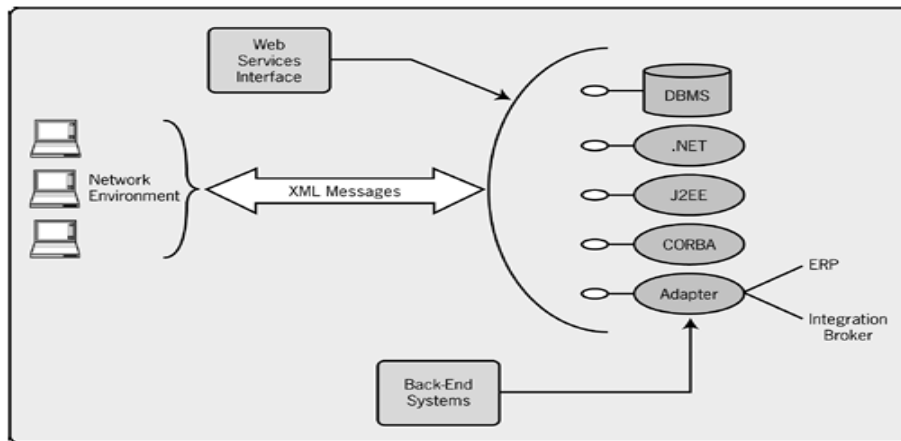 Web
Services
Interface
DBMS
.NET
Network
Environment
XML Messages
J2EE
CORBA
ERP
Adapter
Integration
Broker
Back-End
Systems